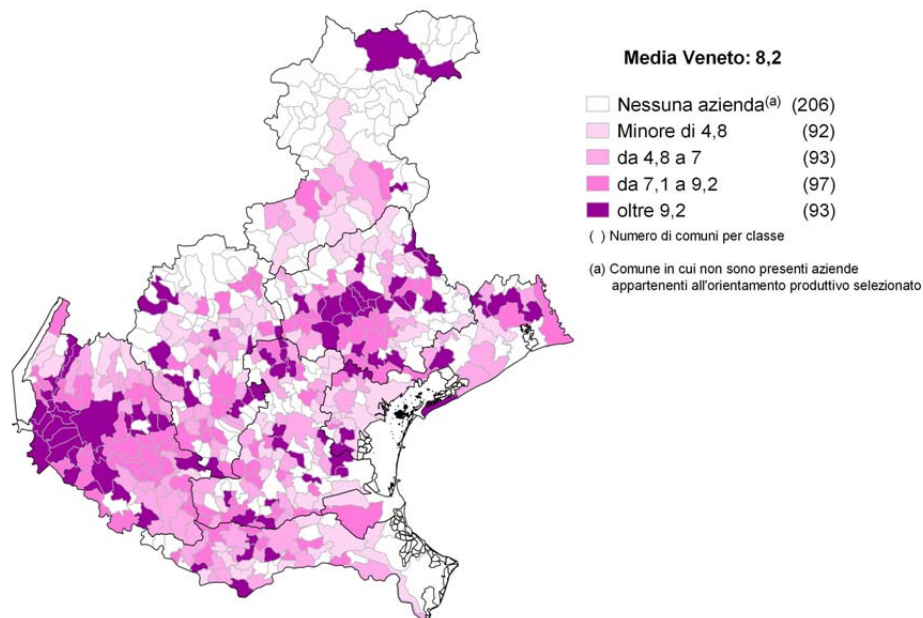 Media Veneto: 8,2
Nessuna azienda(a) (206)
Minore di 4,8 (92)
da 4,8 a 7 (93)
da 7,1 a 9,2 (97)
oltre 9,2 (93)
( ) Numero di comuni per classe
(a) Comune in cui non sono presenti aziende
appartenenti all'orientamento produttivo selezionato